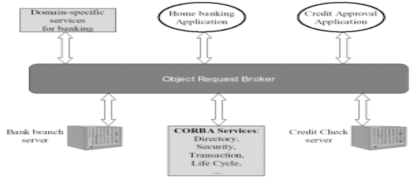 Domain-specific
services
for banking
Home banking
Application
Credit Approval
Application
Object Request Broker
Bank branch
server
CORBA Services:
Directory,
Security,
Transaction,
Life Cycle,
...
Credit Check
server